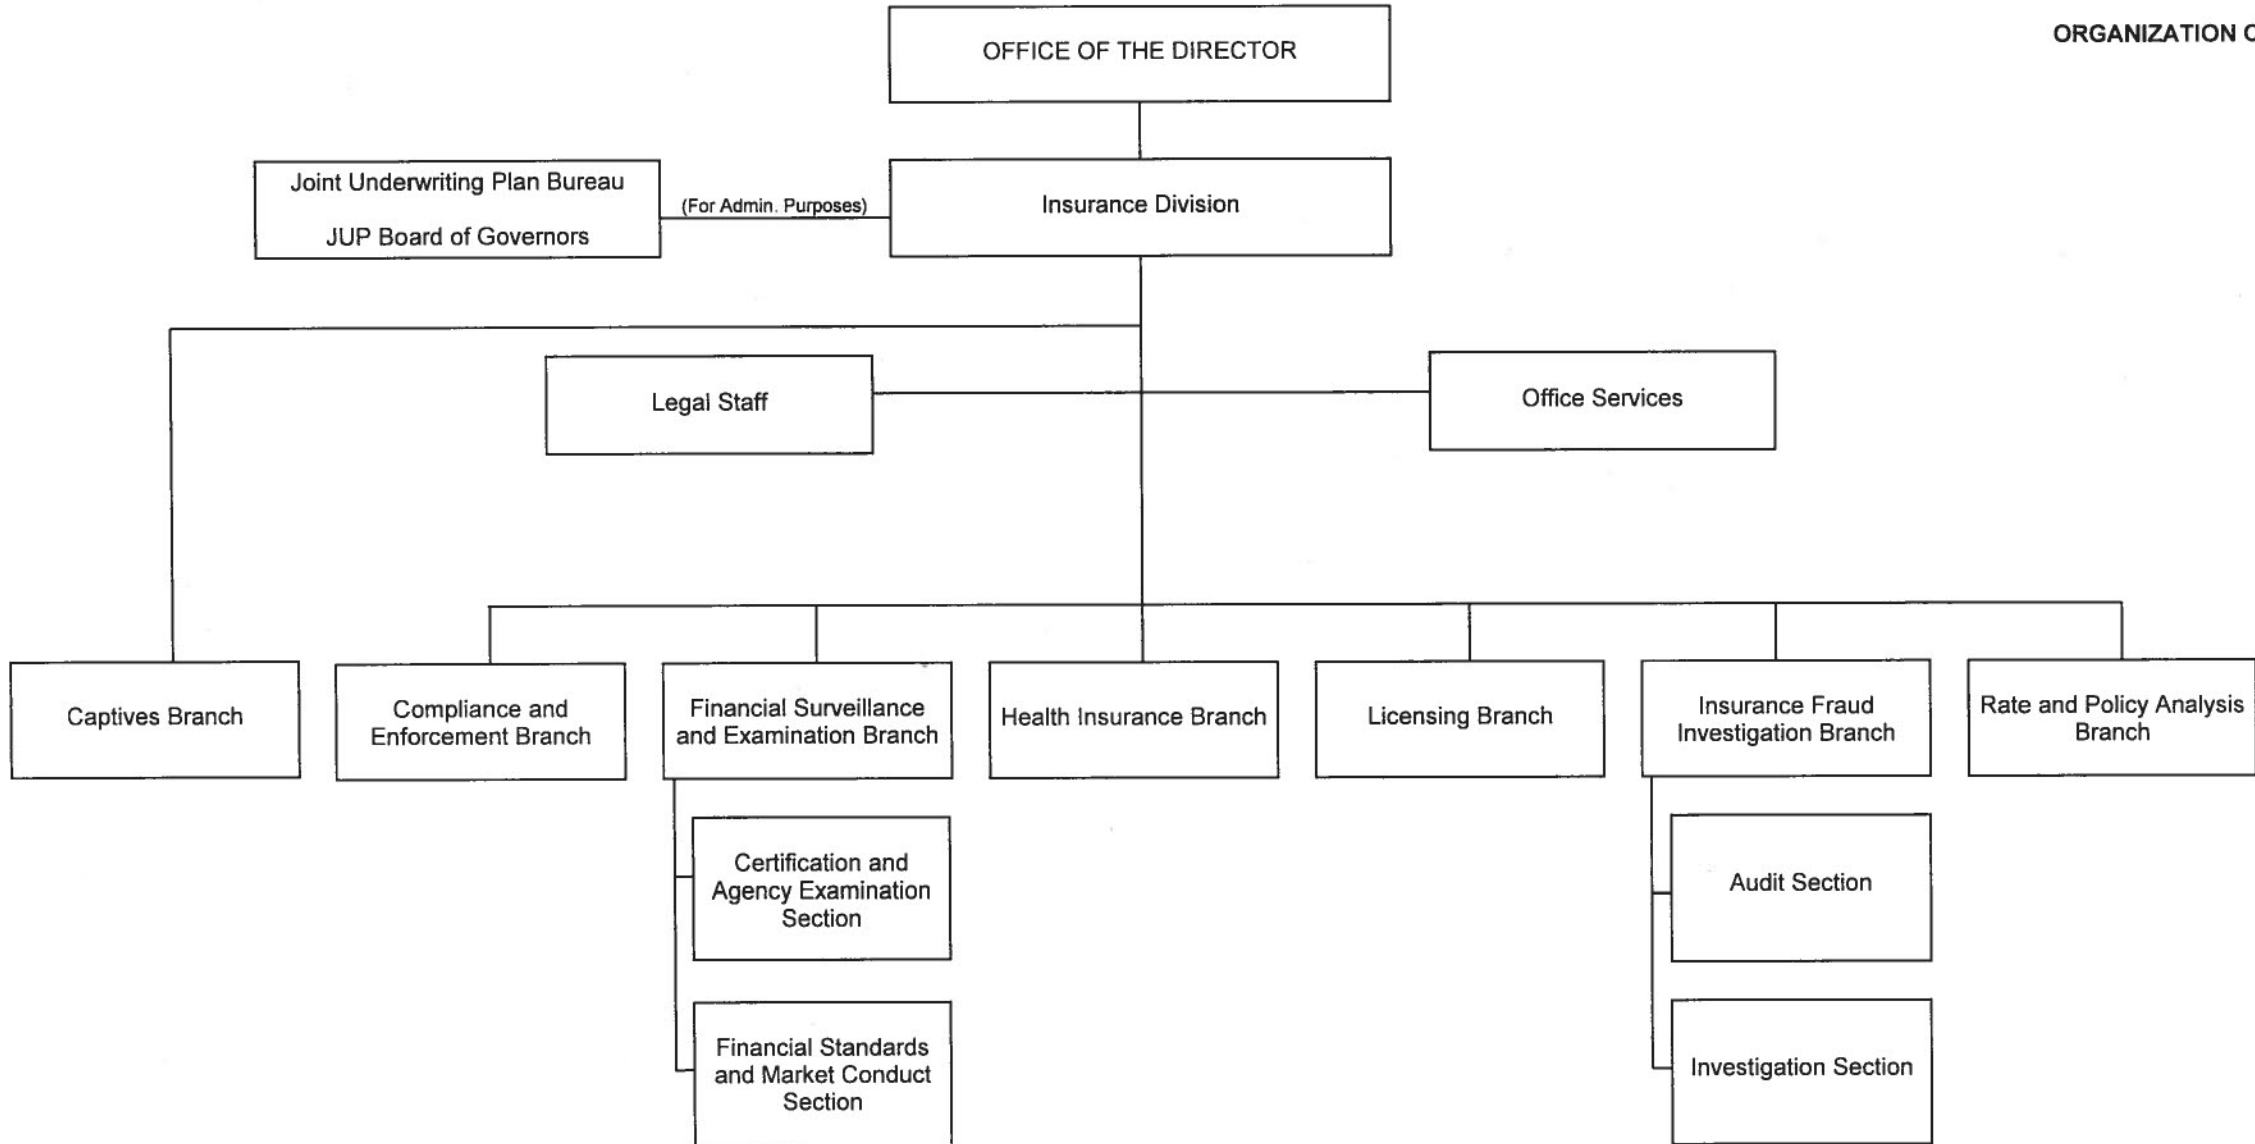 ORGANIZATION C
OFFICE OF THE DIRECTOR
Joint Underwriting Plan Bureau
JUP Board of Governors
(For Admin. Purposes)
Insurance Division
Legal Staff
Office Services
Captives Branch
Compliance and
Enforcement Branch
Financial Surveillance
and Examination Branch
Health Insurance Branch
Licensing Branch
Insurance Fraud
Investigation Branch
Rate and Policy Analysis
Branch
Certification and
Agency Examination
Section
Financial Standards
and Market Conduct
Section
Audit Section
Investigation Section